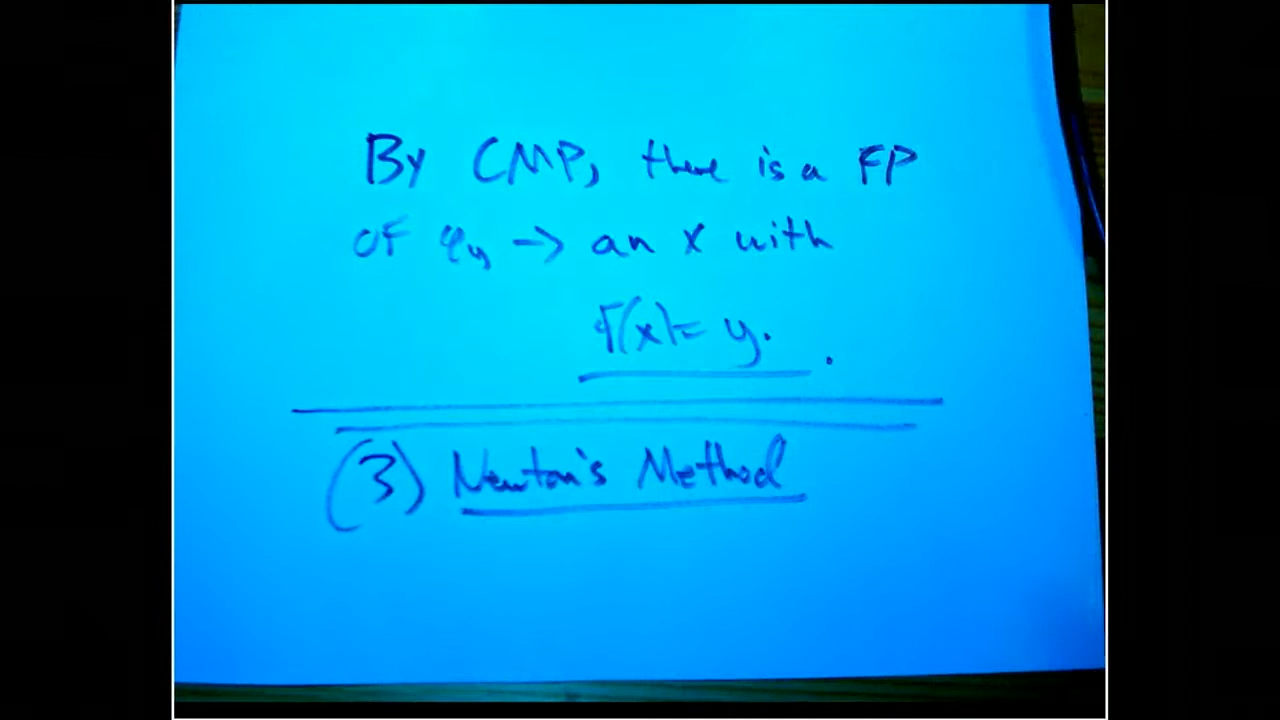 By CMP, there is a FP
of φy → an x with
f(x) = y.
(3) Newton's Method